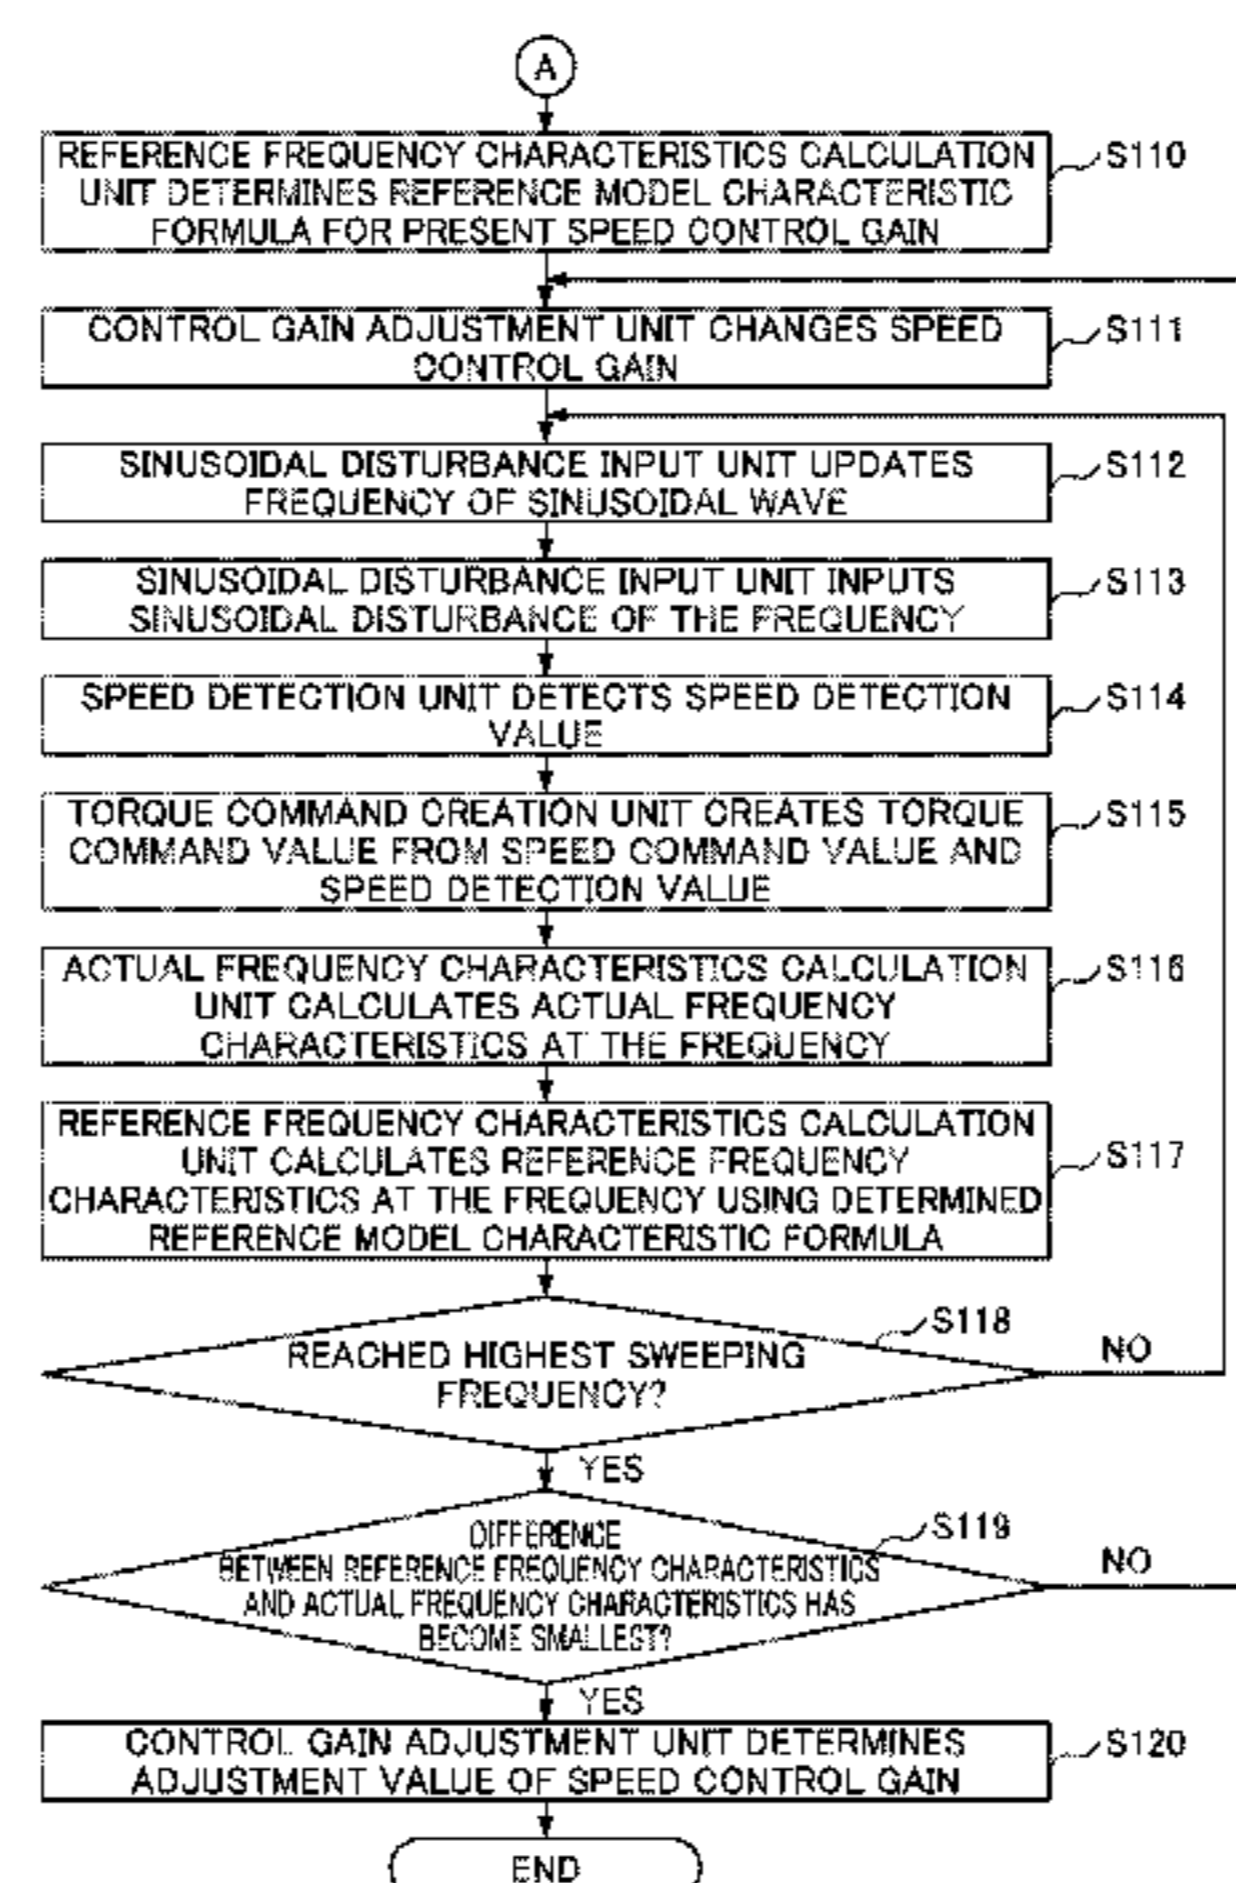 A
REFERENCE FREQUENCY CHARACTERISTICS CALCULATION
UNIT DETERMINES REFERENCE MODEL CHARACTERISTIC
FORMULA FOR PRESENT SPEED CONTROL GAIN
S110
CONTROL GAIN ADJUSTMENT UNIT CHANGES SPEED
CONTROL GAIN
S111
SINUSOIDAL DISTURBANCE INPUT UNIT UPDATES
FREQUENCY OF SINUSOIDAL WAVE
S112
SINUSOIDAL DISTURBANCE INPUT UNIT INPUTS
SINUSOIDAL DISTURBANCE OF THE FREQUENCY
S113
SPEED DETECTION UNIT DETECTS SPEED DETECTION
VALUE
S114
TORQUE COMMAND CREATION UNIT CREATES TORQUE
COMMAND VALUE FROM SPEED COMMAND VALUE AND
SPEED DETECTION VALUE
S115
ACTUAL FREQUENCY CHARACTERISTICS CALCULATION
UNIT CALCULATES ACTUAL FREQUENCY
CHARACTERISTICS AT THE FREQUENCY
S116
REFERENCE FREQUENCY CHARACTERISTICS CALCULATION
UNIT CALCULATES REFERENCE FREQUENCY
CHARACTERISTICS AT THE FREQUENCY USING DETERMINED
REFERENCE MODEL CHARACTERISTIC FORMULA
S117
REACHED HIGHEST SWEEPING
FREQUENCY?
S118
NO
YES
DIFFERENCE
BETWEEN REFERENCE FREQUENCY CHARACTERISTICS
AND ACTUAL FREQUENCY CHARACTERISTICS HAS
BECOME SMALLEST?
S119
NO
YES
CONTROL GAIN ADJUSTMENT UNIT DETERMINES
ADJUSTMENT VALUE OF SPEED CONTROL GAIN
S120
END